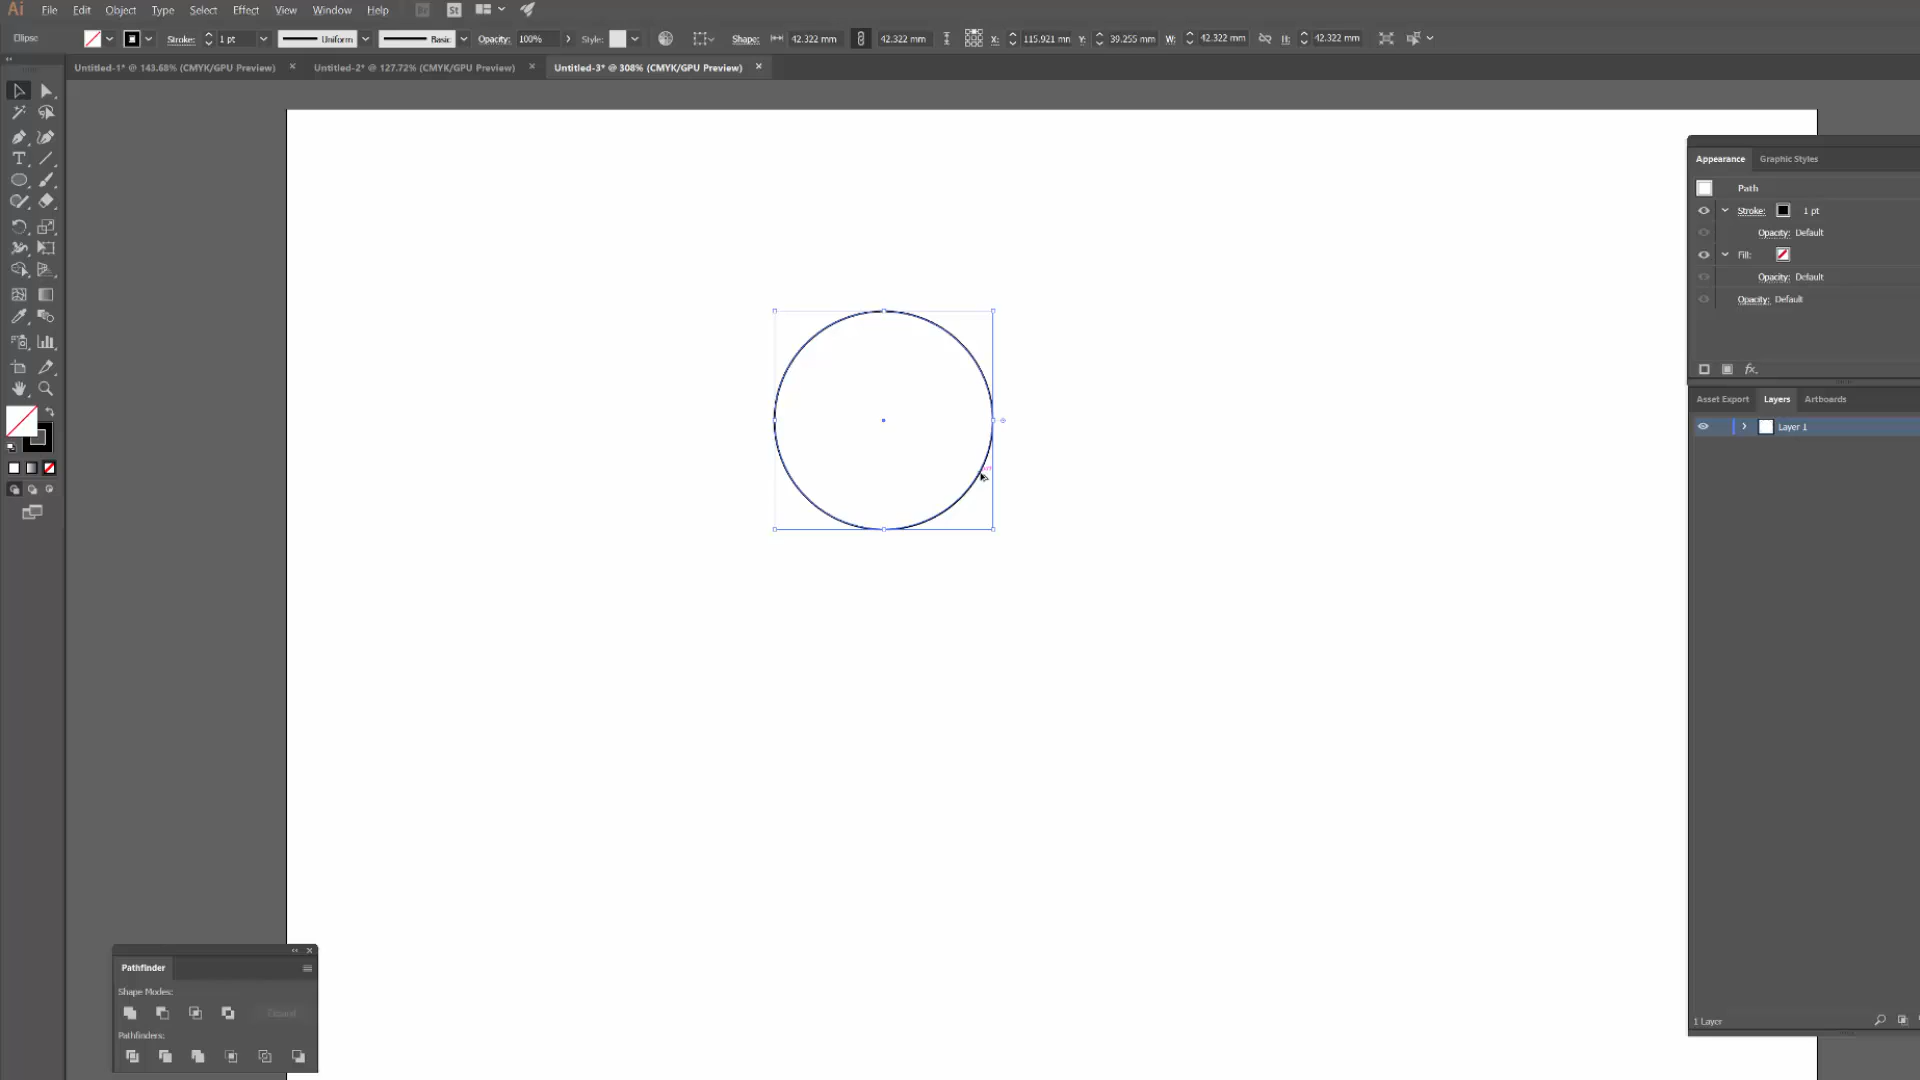 Ai File Edit Object Type Select Effect View Window Help Br St
Ellipse Stroke: 1 pt Uniform Basic Opacity: 100% Style: Shape: 42.322 mm 42.322 mm X: 115.921 mm Y: 39.255 mm W: 42.322 mm H: 42.322 mm
Untitled-1* @ 143.68% (CMYK/GPU Preview) Untitled-2* @ 127.72% (CMYK/GPU Preview) Untitled-3* @ 308% (CMYK/GPU Preview)
Appearance Graphic Styles
Path
Stroke: 1 pt
Opacity: Default
Fill:
Opacity: Default
Opacity: Default
fx.
Asset Export Layers Artboards
Layer 1
Pathfinder
Shape Modes:
Expand
Pathfinders:
1 Layer